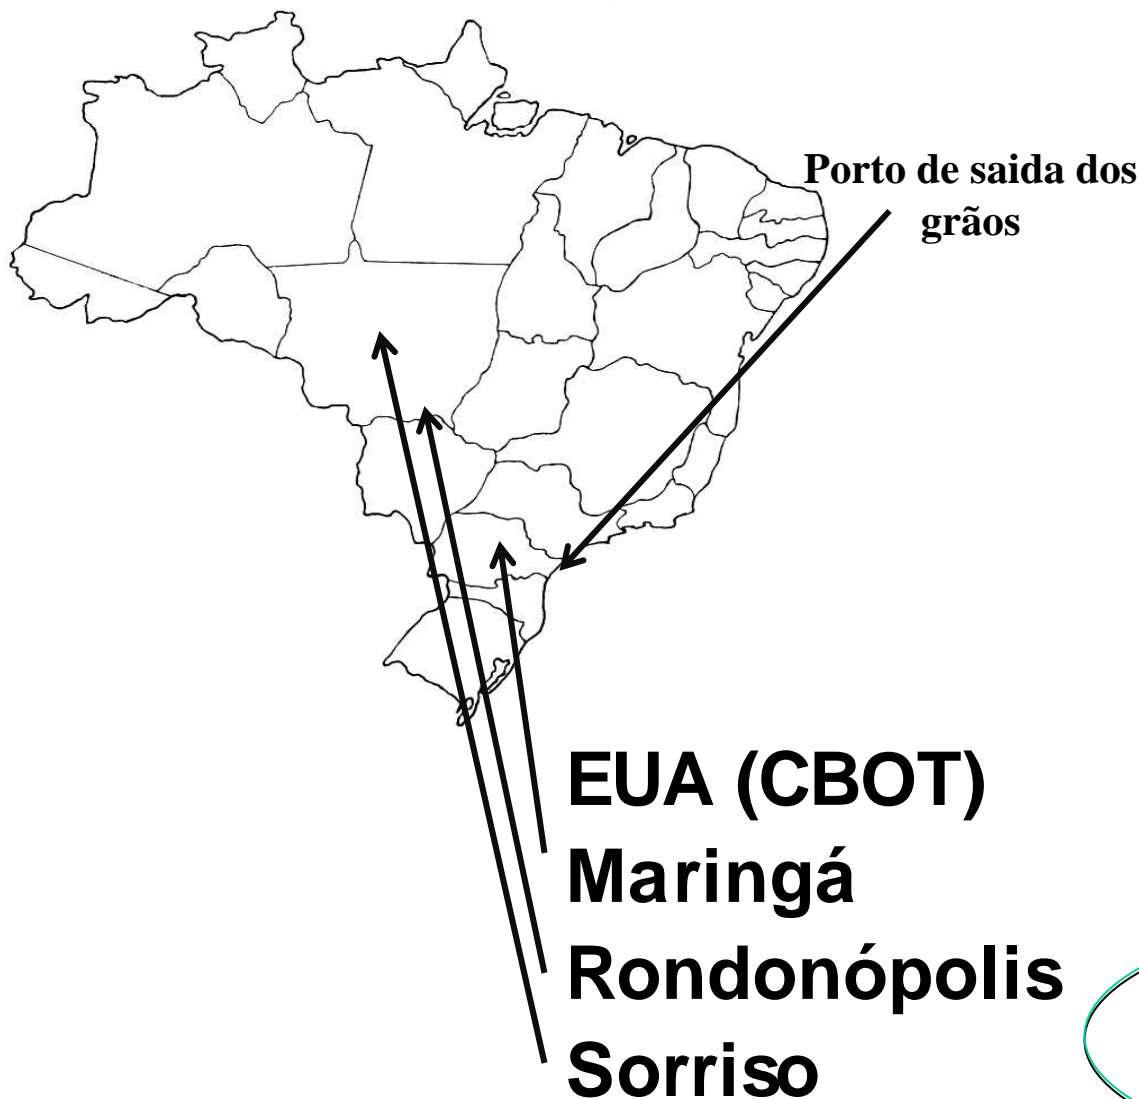 Porto de saida dos
grãos
EUA (CBOT)
Maringá
Rondonópolis
Sorriso